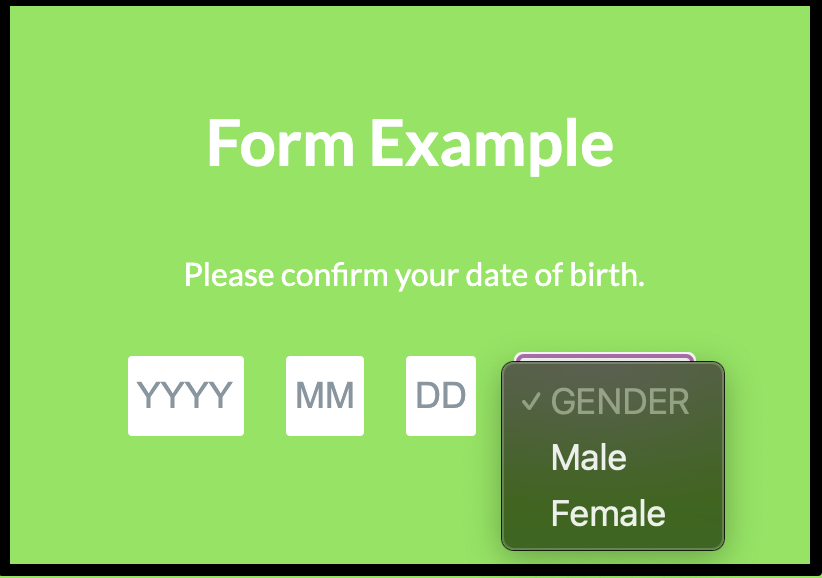 Form Example
Please confirm your date of birth.
YYYY MM DD GENDER
Male
Female